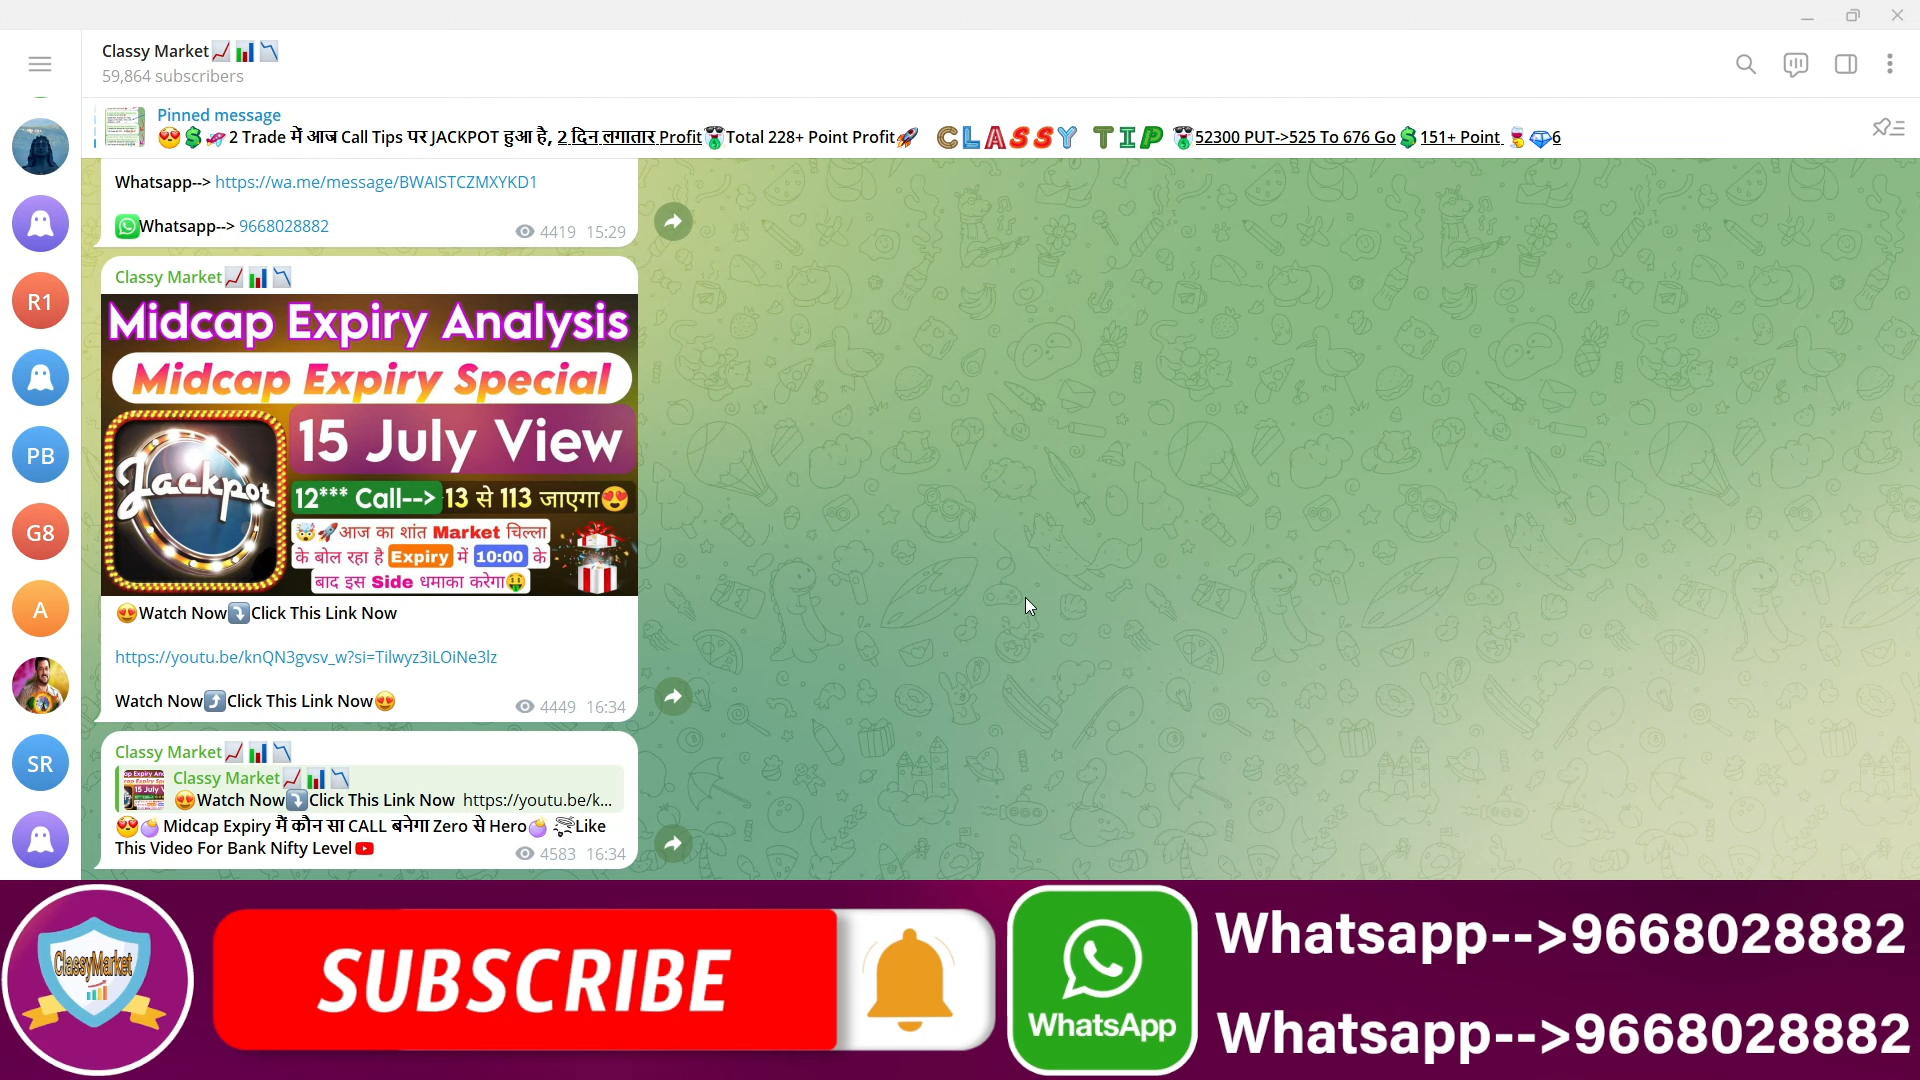 Classy Market📈📊📉
59,864 subscribers
Pinned message
😍💲🚀 2 Trade में आज Call Tips पर JACKPOT हुआ है, 2 दिन लगातार Profit Total 228+ Point Profit🚀 CLASSY TIP 52300 PUT->525 To 676 Go 💲 151+ Point 💎6
Whatsapp--> https://wa.me/message/BWAISTCZMXYKD1
Whatsapp--> 9668028882
4419 15:29
Classy Market📈📊📉
Midcap Expiry Analysis
Midcap Expiry Special
15 July View
Jackpot
12*** Call--> 13 से 113 जाएगा😍
🤯🚀आज का शांत Market चिल्ला
के बोल रहा है Expiry में 10:00 के
बाद इस Side धमाका करेगा🤑
😍Watch Now⤵️Click This Link Now
https://youtu.be/knQN3gvsv_w?si=Tilwyz3iLOiNe3lz
Watch Now⤴️Click This Link Now😍
4449 16:34
Classy Market📈📊📉
Classy Market📈📊📉
😍Watch Now⤵️Click This Link Now https://youtu.be/k...
😍💣 Midcap Expiry मैं कौन सा CALL बनेगा Zero से Hero💣 Like
This Video For Bank Nifty Level
4583 16:34
R1
PB
G8
A
SR
ClassyMarket
SUBSCRIBE
WhatsApp
Whatsapp-->9668028882
Whatsapp-->9668028882